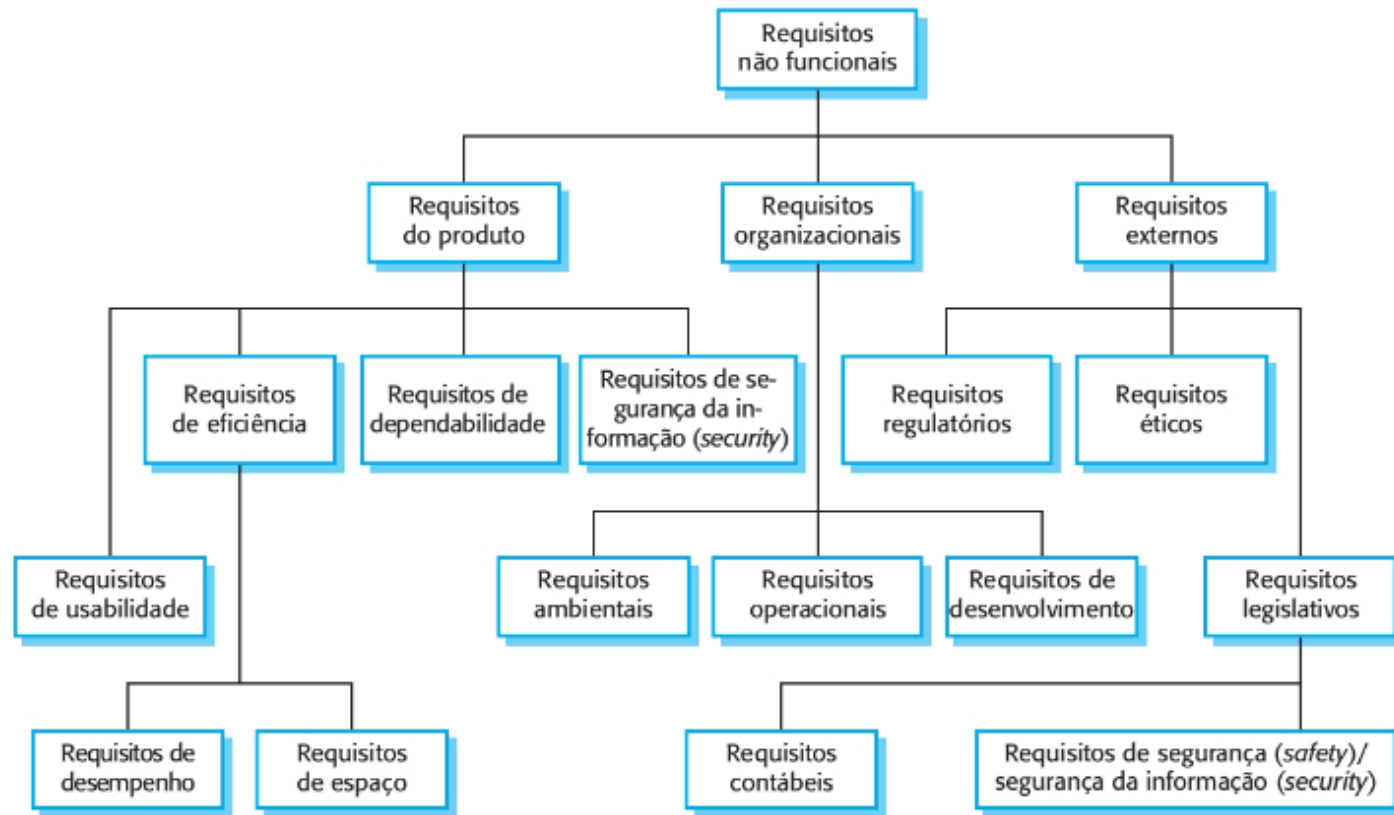 Requisitos
não funcionais
Requisitos
do produto
Requisitos
organizacionais
Requisitos
externos
Requisitos
de eficiência
Requisitos de
dependabilidade
Requisitos de se-
gurança da in-
formação (security)
Requisitos
regulatórios
Requisitos
éticos
Requisitos
de usabilidade
Requisitos
ambientais
Requisitos
operacionais
Requisitos de
desenvolvimento
Requisitos
legislativos
Requisitos de
desempenho
Requisitos
de espaço
Requisitos
contábeis
Requisitos de segurança (safety)/
segurança da informação (security)